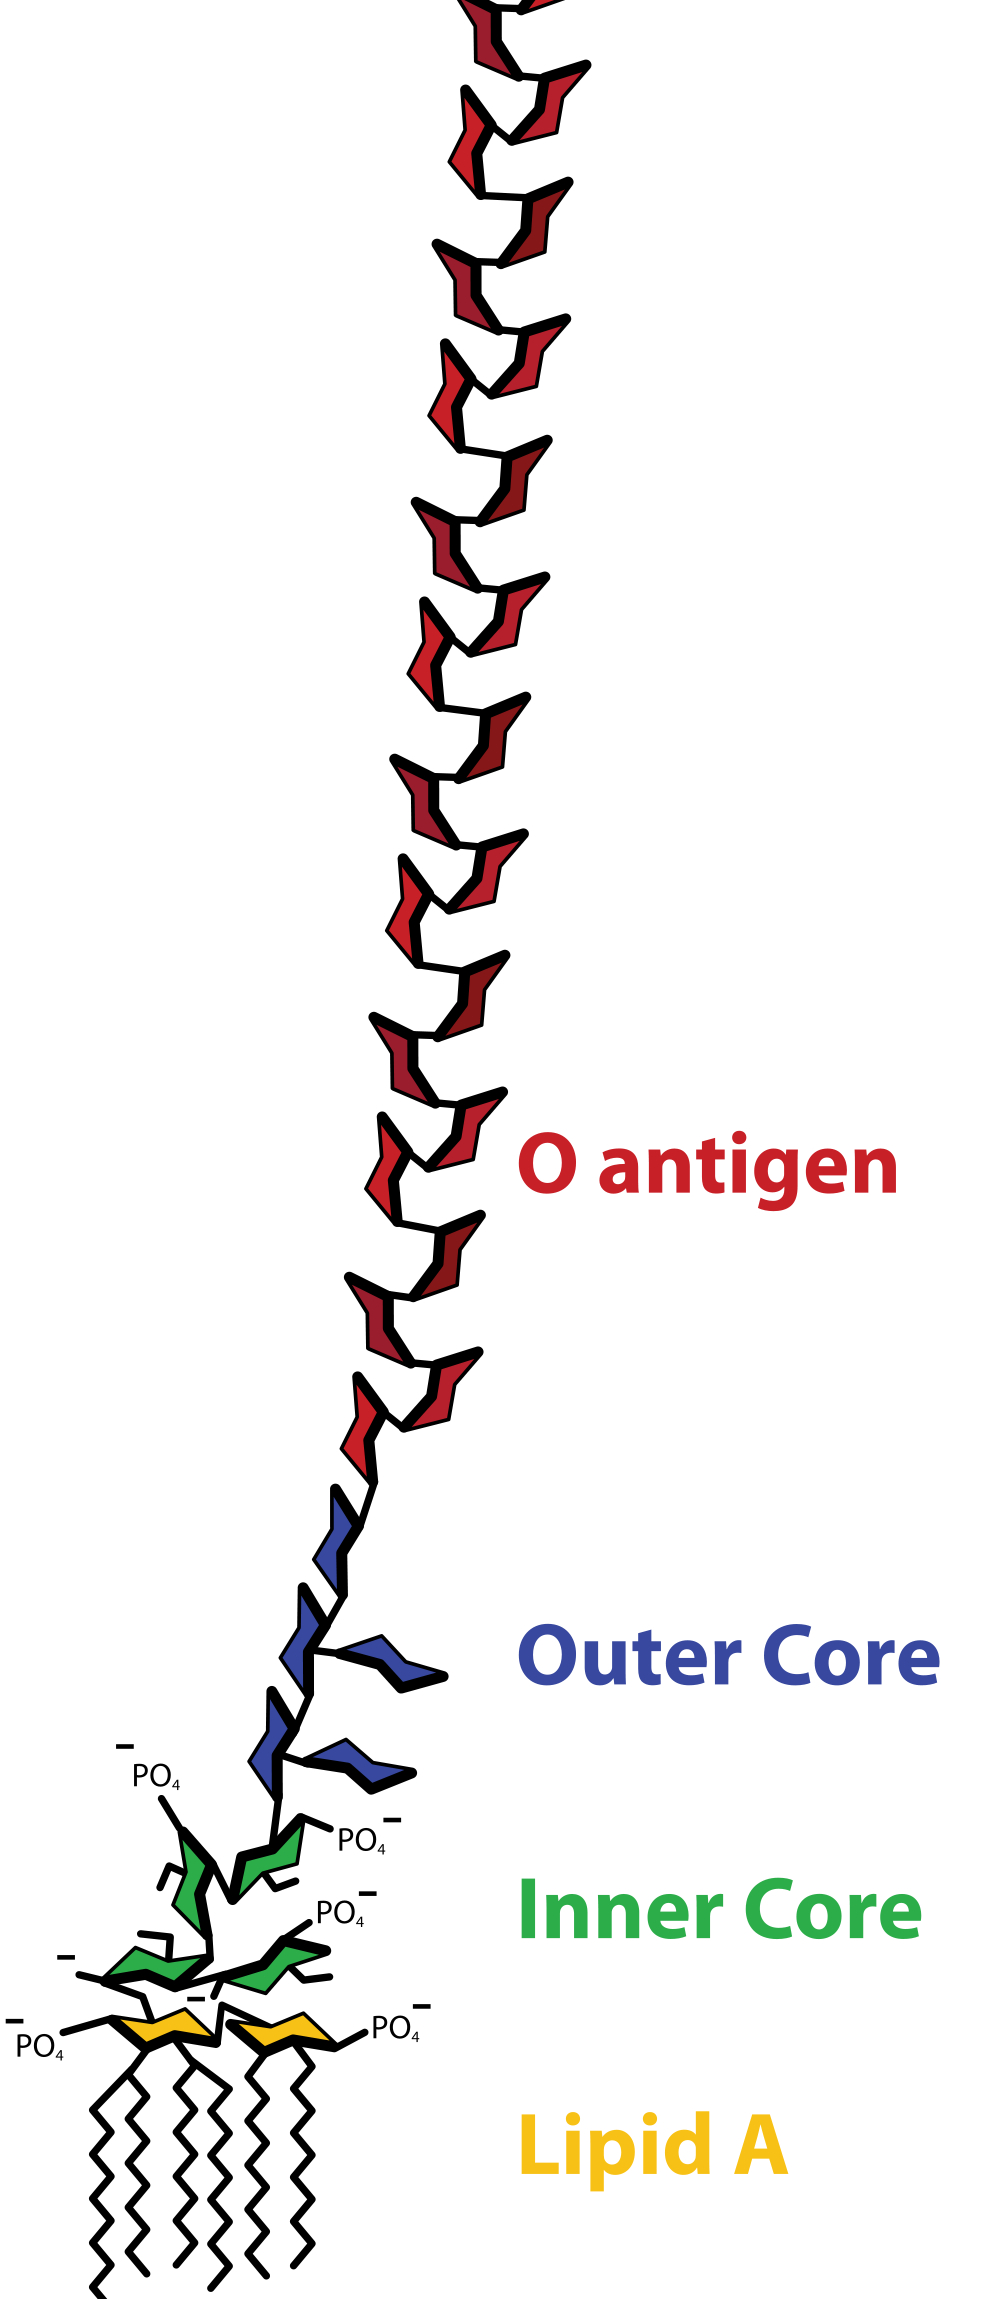 O antigen
Outer Core
PO₄⁻
PO₄⁻
Inner Core
PO₄⁻
−
−
PO₄⁻
⁻PO₄
Lipid A